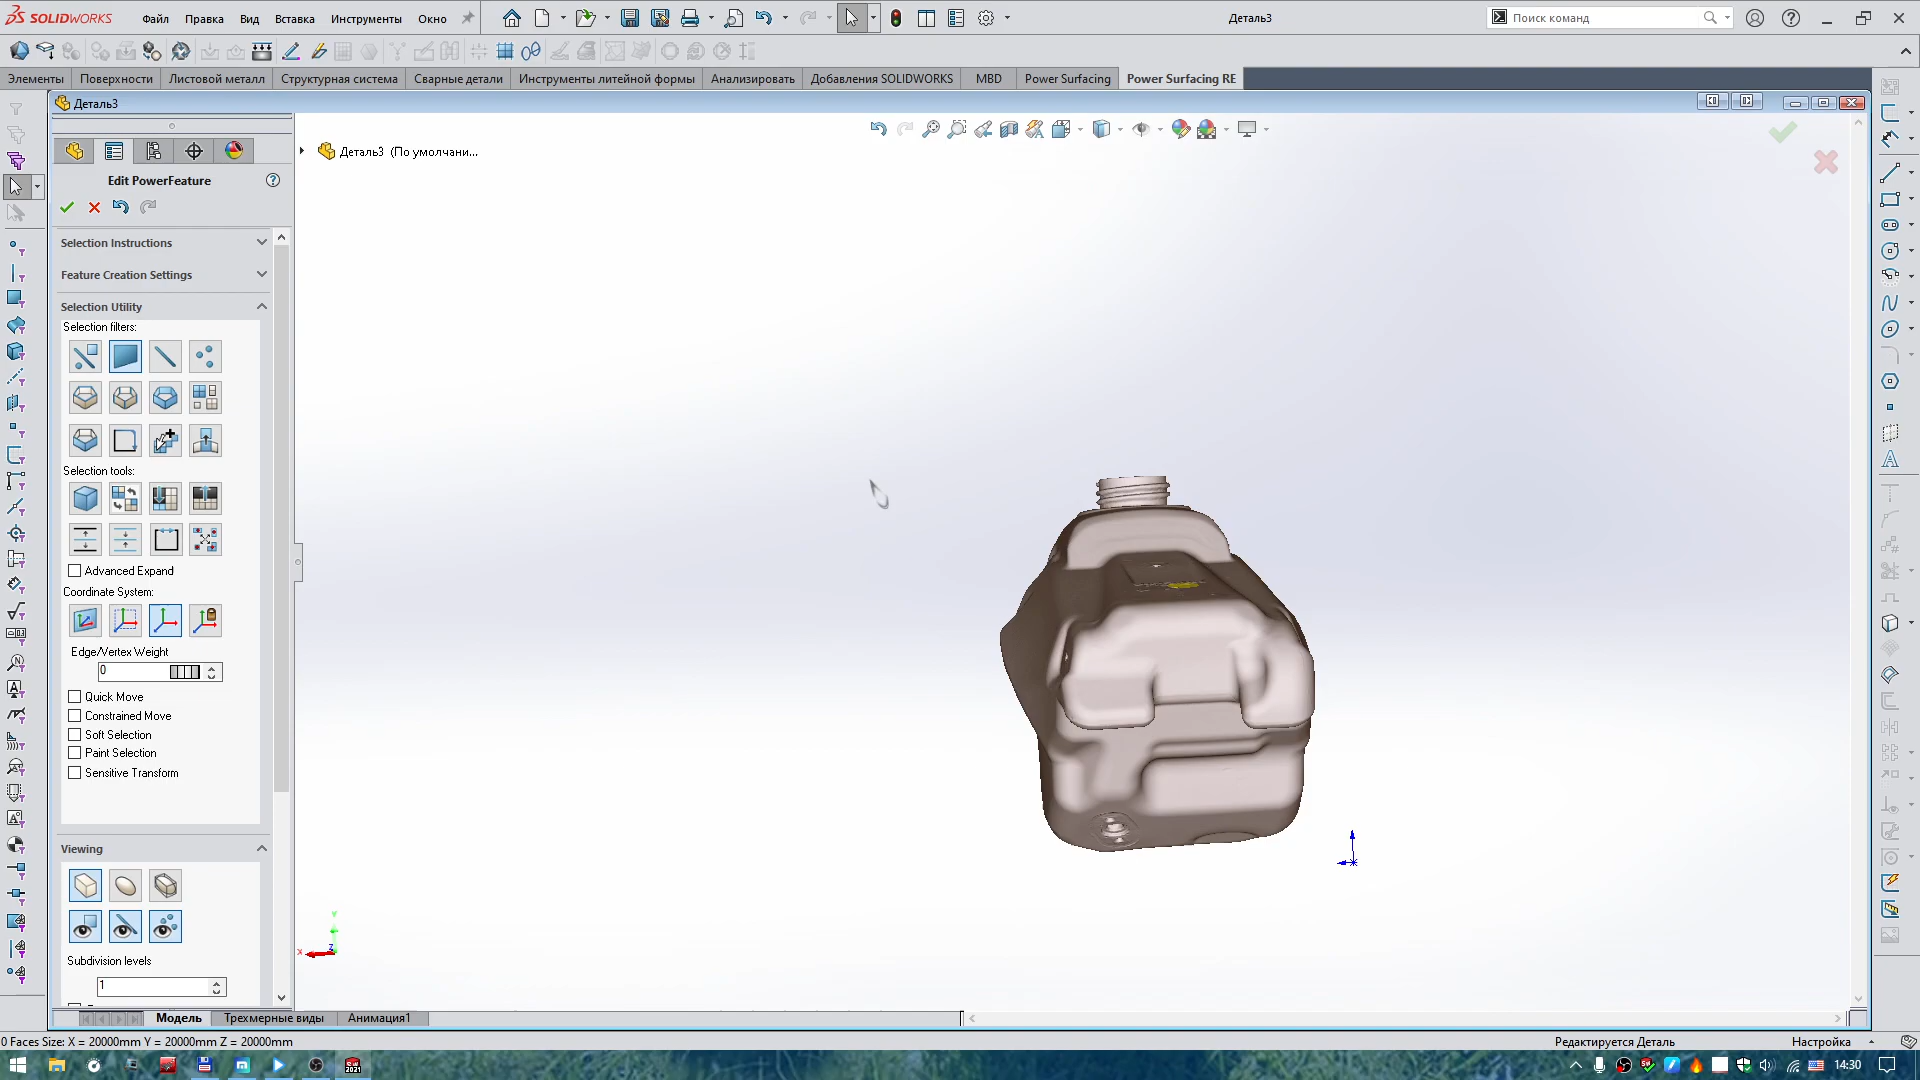 SOLIDWORKS
Файл Правка Вид Вставка Инструменты Окно
Деталь3
Поиск команд
Элементы Поверхности Листовой металл Структурная система Сварные детали Инструменты литейной формы Анализировать Добавления SOLIDWORKS MBD Power Surfacing Power Surfacing RE
Деталь3
Деталь3 (По умолчани...
Edit PowerFeature
Selection Instructions
Feature Creation Settings
Selection Utility
Selection filters:
Selection tools:
Advanced Expand
Coordinate System:
Edge/Vertex Weight
0
Quick Move
Constrained Move
Soft Selection
Paint Selection
Sensitive Transform
Viewing
Subdivision levels
1
Y
Z
X
Модель Трехмерные виды Анимация1
0 Faces Size: X = 20000mm Y = 20000mm Z = 20000mm
Редактируется Деталь Настройка
2021
14:30